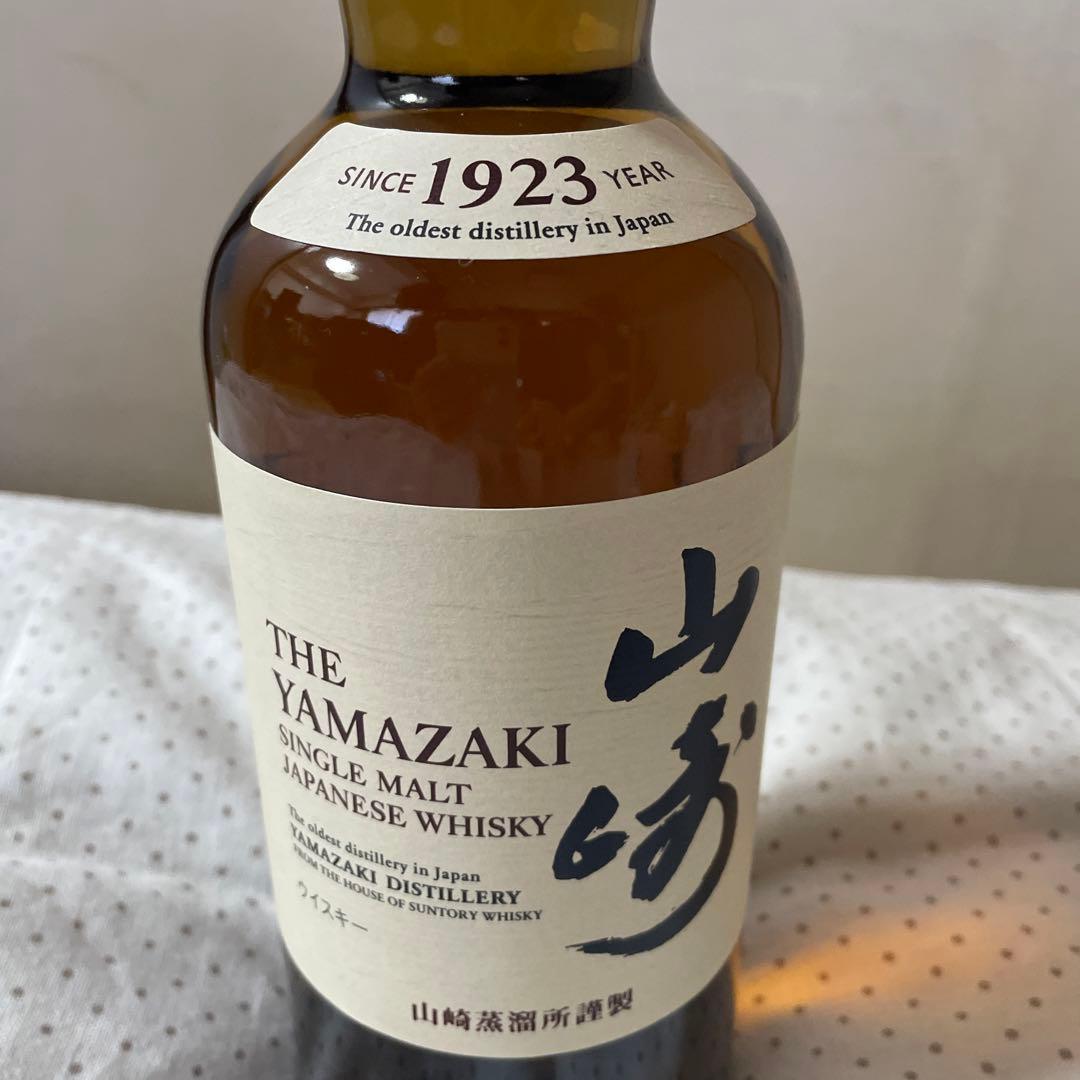 SINCE 1923 YEAR
The oldest distillery in Japan
THE
YAMAZAKI
SINGLE MALT
JAPANESE WHISKY
The oldest distillery in Japan
YAMAZAKI DISTILLERY
FROM THE HOUSE OF SUNTORY WHISKY
ウイスキー
山崎
山崎蒸溜所謹製